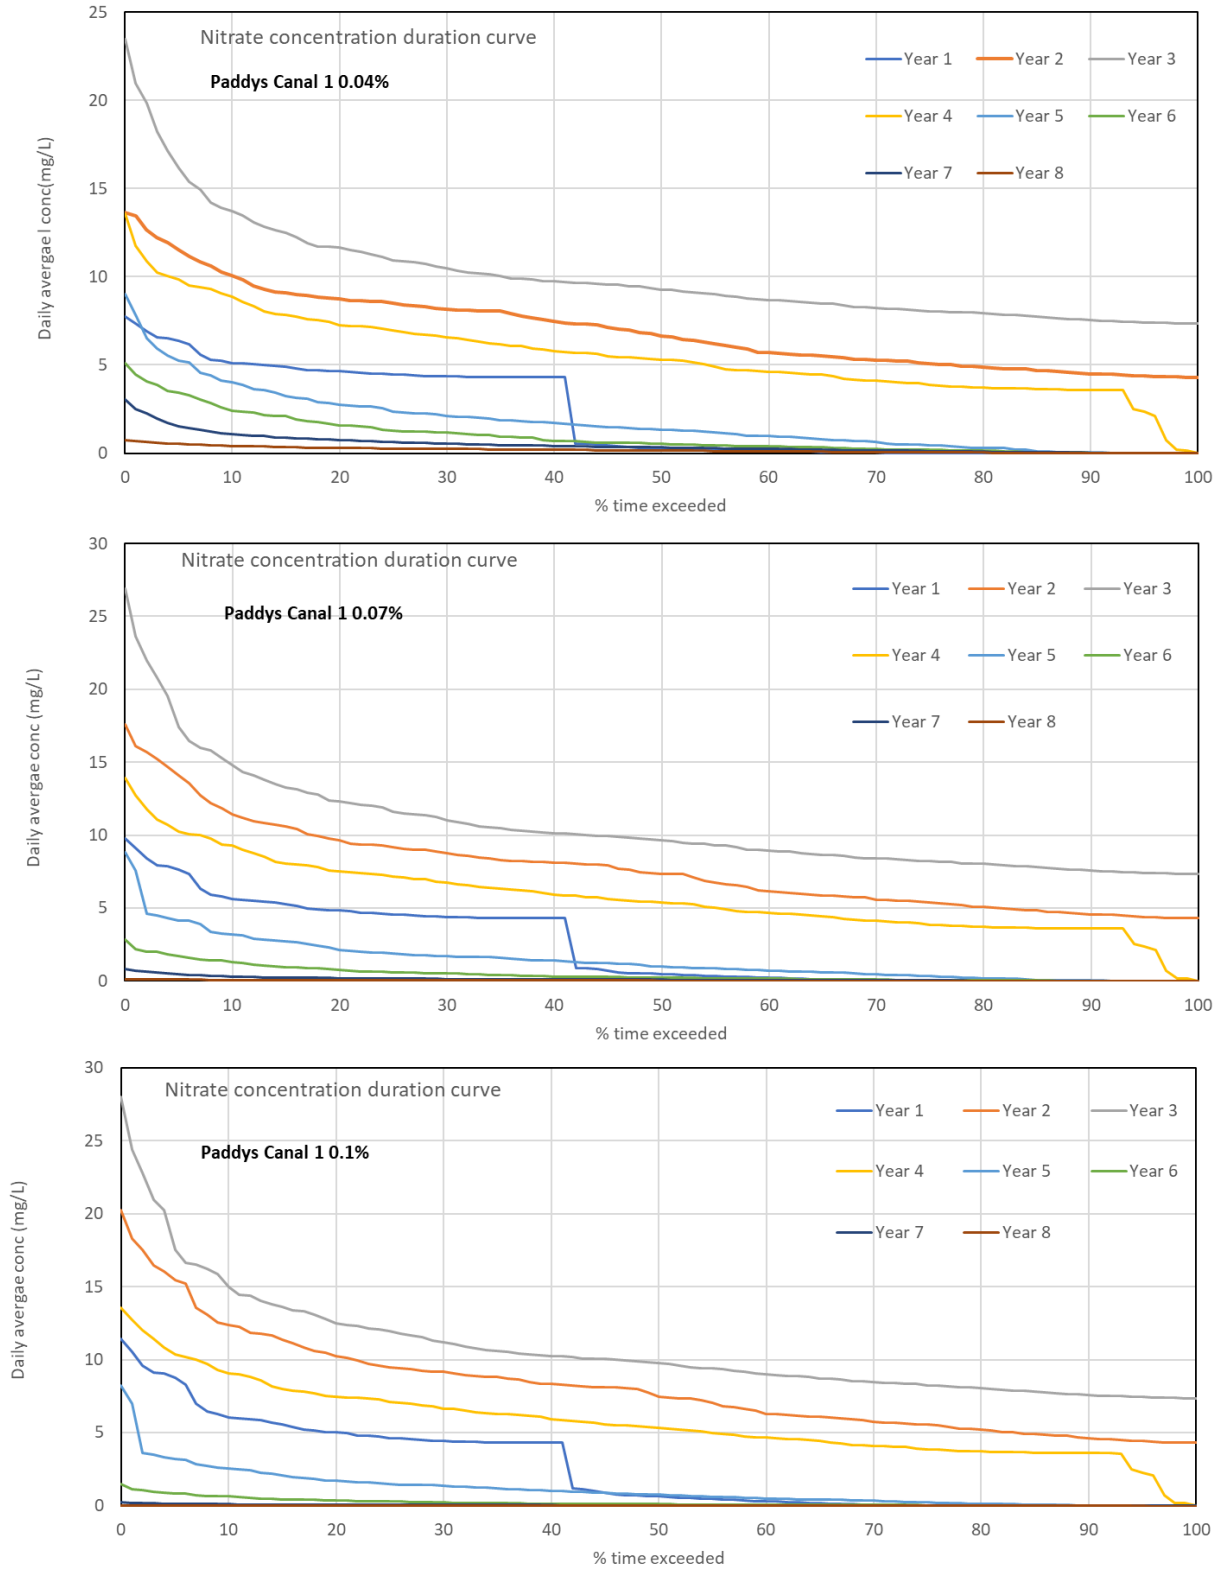 Nitrate concentration duration curve
Paddys Canal 1 0.04%
Year 1 Year 2 Year 3
Year 4 Year 5 Year 6
Year 7 Year 8
Daily avergae l conc(mg/L)
25
20
15
10
5
0
0 10 20 30 40 50 60 70 80 90 100
% time exceeded
Nitrate concentration duration curve
Paddys Canal 1 0.07%
Year 1 Year 2 Year 3
Year 4 Year 5 Year 6
Year 7 Year 8
Daily avergae conc (mg/L)
30
25
20
15
10
5
0
0 10 20 30 40 50 60 70 80 90 100
% time exceeded
Nitrate concentration duration curve
Paddys Canal 1 0.1%
Year 1 Year 2 Year 3
Year 4 Year 5 Year 6
Year 7 Year 8
Daily avergae conc (mg/L)
30
25
20
15
10
5
0
0 10 20 30 40 50 60 70 80 90 100
% time exceeded